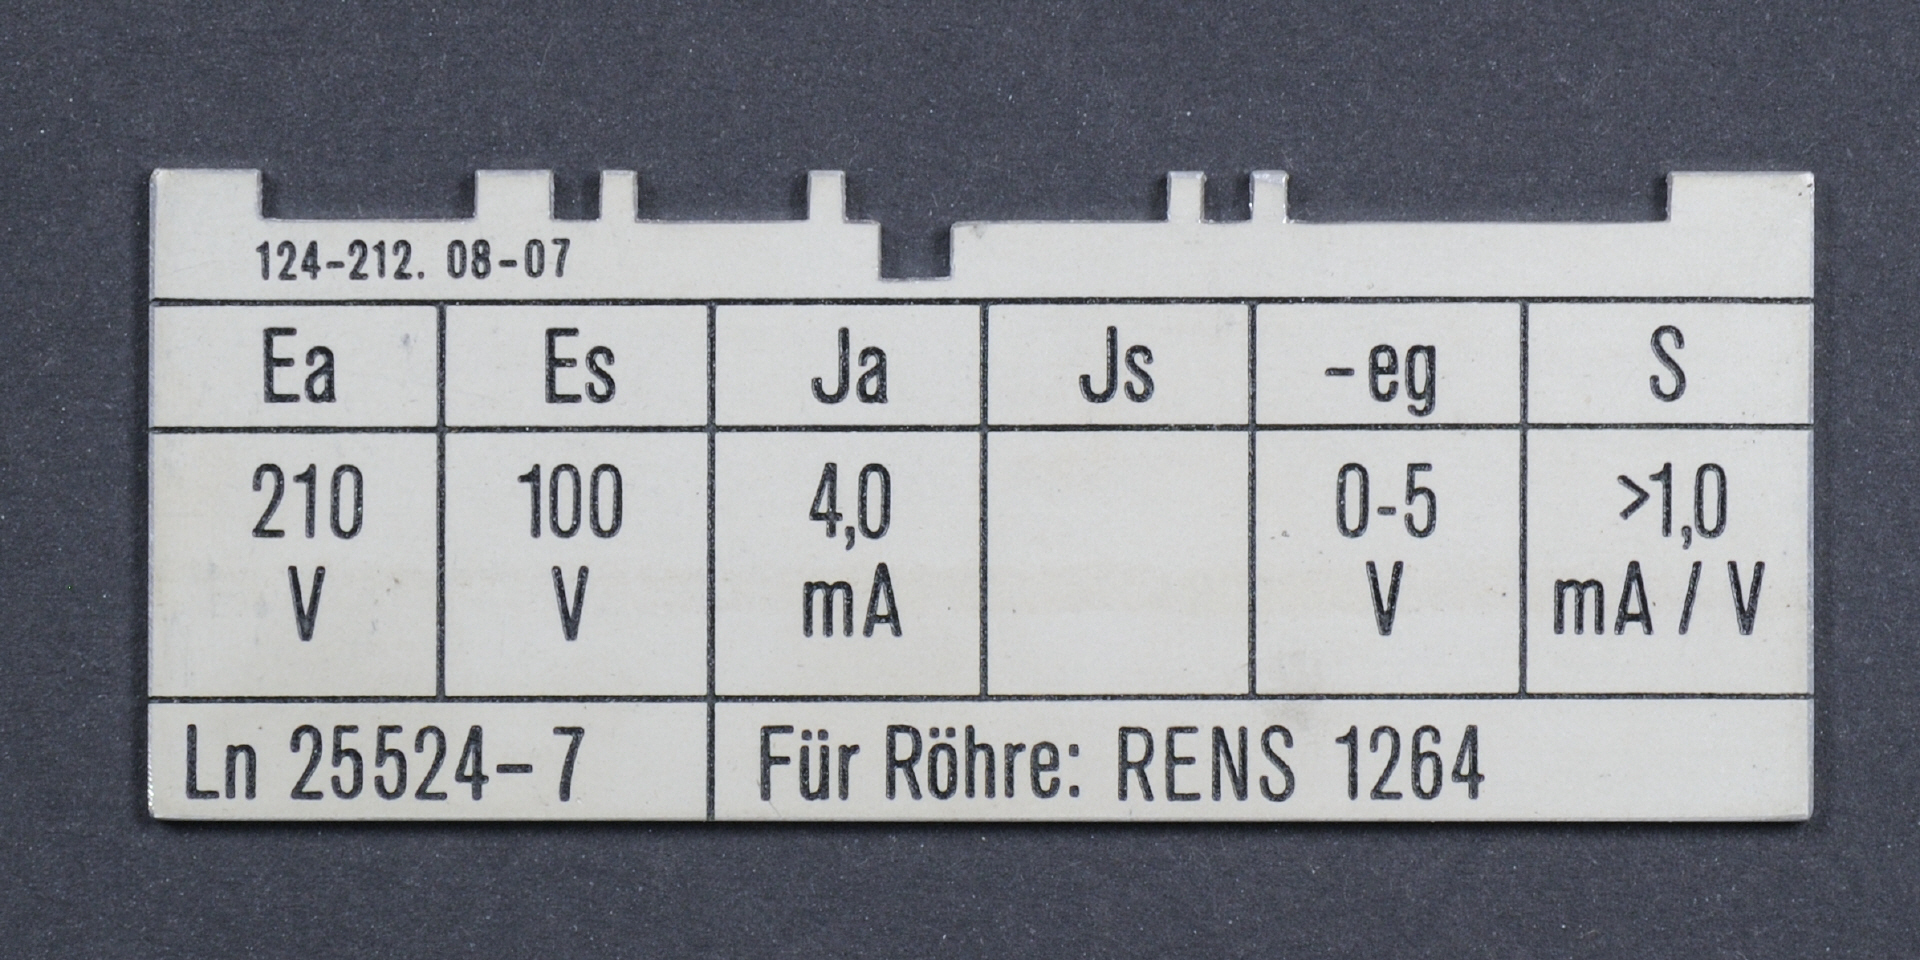 124-212. 08-07
Ea Es Ja Js -eg S
210 100 4,0 0-5 >1,0
V V mA V mA / V
Ln 25524-7 Für Röhre: RENS 1264